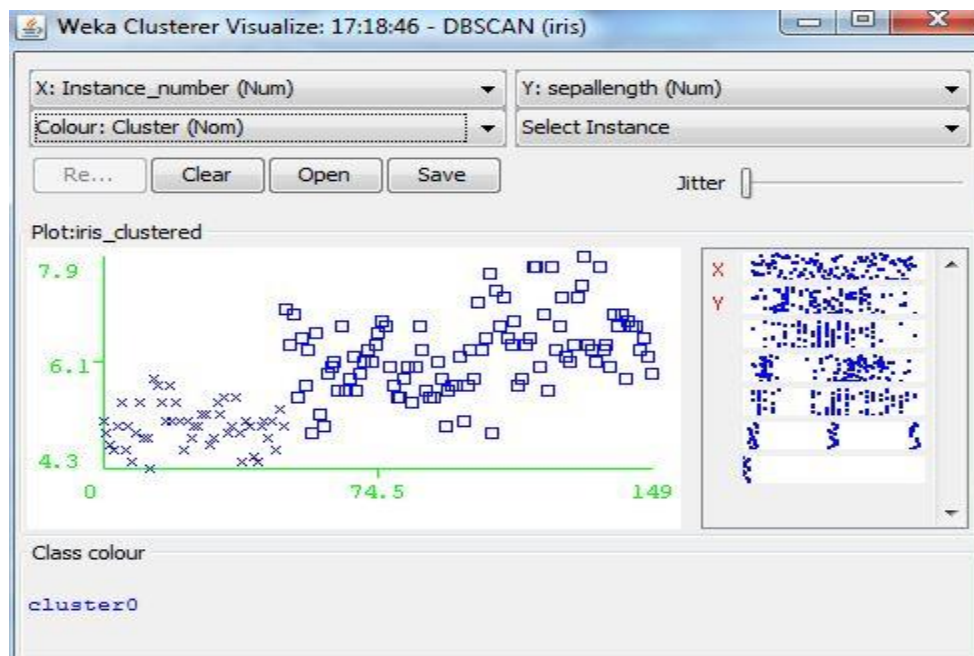 Weka Clusterer Visualize: 17:18:46 - DBSCAN (iris)
X: Instance_number (Num)
Y: sepallength (Num)
Colour: Cluster (Nom)
Select Instance
Re...
Clear
Open
Save
Jitter
Plot:iris_clustered
7.9
6.1
4.3
0
74.5
149
X
Y
Class colour
cluster0